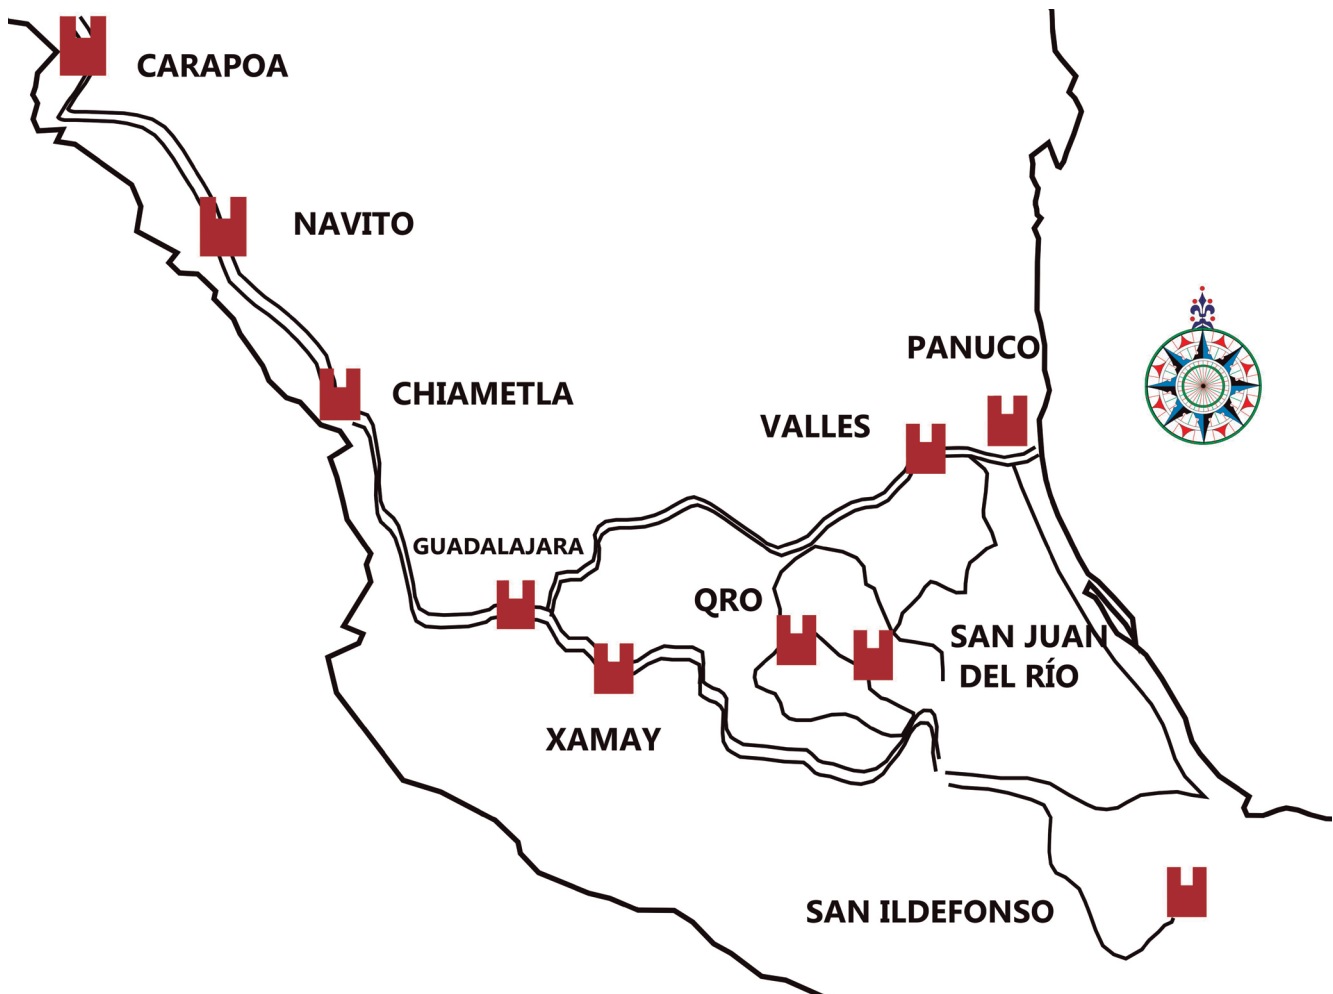 CARAPOA
NAVITO
PANUCO
CHIAMETLA
VALLES
GUADALAJARA
QRO
SAN JUAN
DEL RÍO
XAMAY
SAN ILDEFONSO